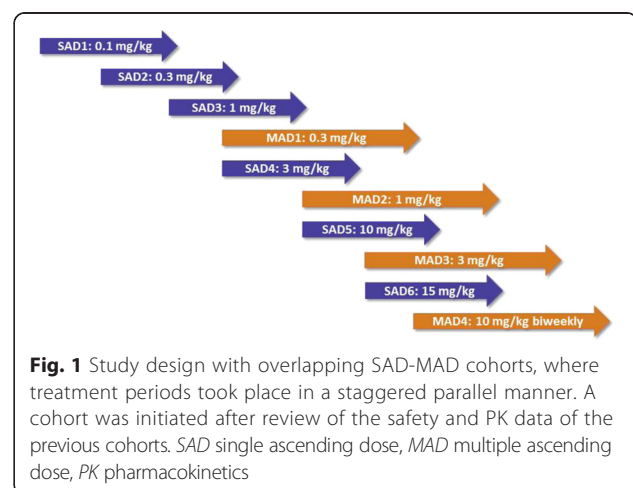 SAD1: 0.1 mg/kg
SAD2: 0.3 mg/kg
SAD3: 1 mg/kg
MAD1: 0.3 mg/kg
SAD4: 3 mg/kg
MAD2: 1 mg/kg
SAD5: 10 mg/kg
MAD3: 3 mg/kg
SAD6: 15 mg/kg
MAD4: 10 mg/kg biweekly
Fig. 1 Study design with overlapping SAD-MAD cohorts, where
treatment periods took place in a staggered parallel manner. A
cohort was initiated after review of the safety and PK data of the
previous cohorts. SAD single ascending dose, MAD multiple ascending
dose, PK pharmacokinetics